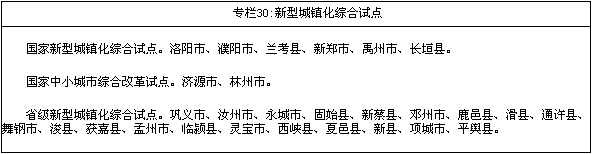 专栏30:新型城镇化综合试点
国家新型城镇化综合试点。洛阳市、濮阳市、兰考县、新郑市、禹州市、长垣县。
国家中小城市综合改革试点。济源市、林州市。
省级新型城镇化综合试点。巩义市、汝州市、永城市、固始县、新蔡县、邓州市、鹿邑县、滑县、通许县、
舞钢市、浚县、获嘉县、孟州市、临颍县、灵宝市、西峡县、夏邑县、新县、项城市、平舆县。